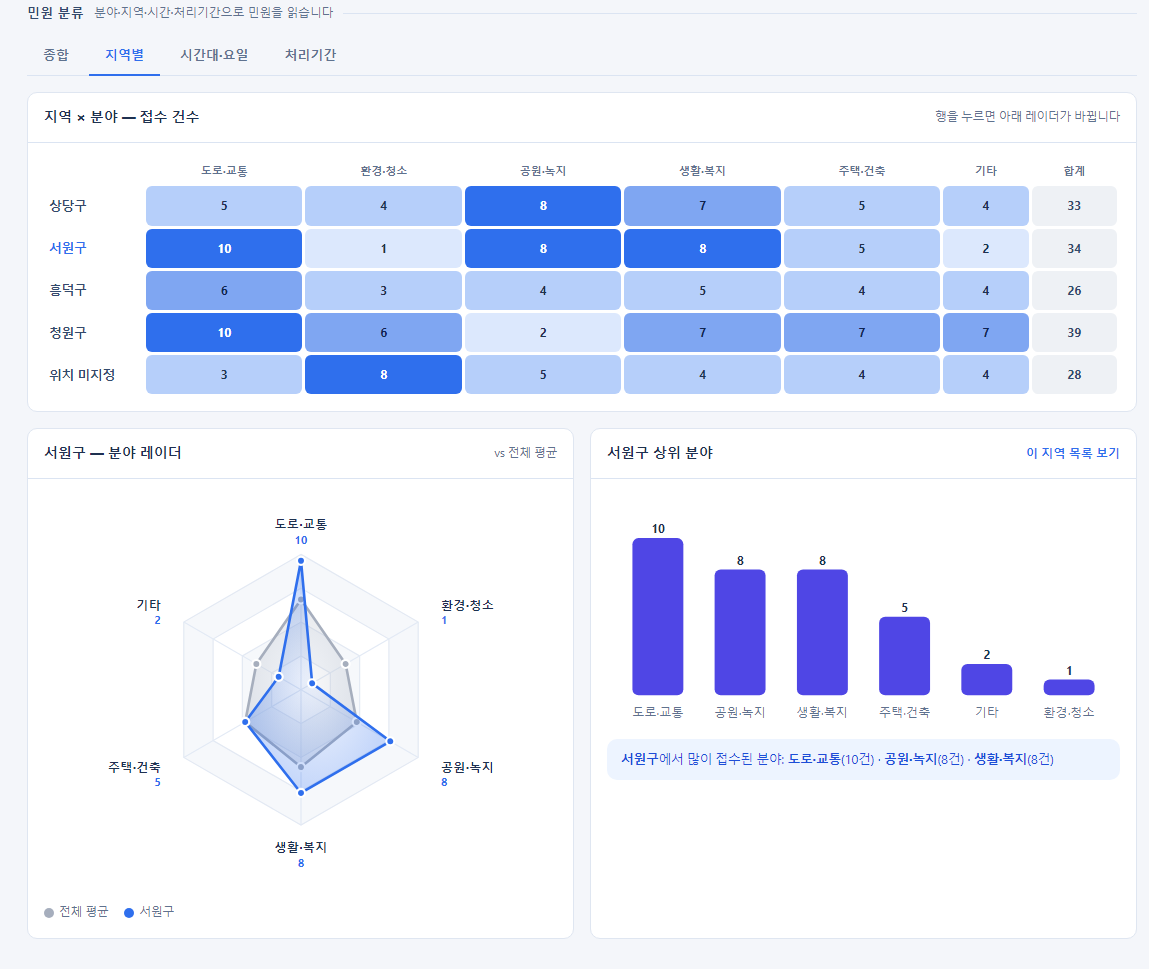 민원 분류 분야·지역·시간·처리기간으로 민원을 읽습니다
종합 지역별 시간대·요일 처리기간
지역 × 분야 — 접수 건수 행을 누르면 아래 레이더가 바뀝니다
도로·교통 환경·청소 공원·녹지 생활·복지 주택·건축 기타 합계
상당구 5 4 8 7 5 4 33
서원구 10 1 8 8 5 2 34
흥덕구 6 3 4 5 4 4 26
청원구 10 6 2 7 7 7 39
위치 미지정 3 8 5 4 4 4 28
서원구 — 분야 레이더 vs 전체 평균
도로·교통
10
환경·청소
1
공원·녹지
8
생활·복지
8
주택·건축
5
기타
2
전체 평균 서원구
서원구 상위 분야 이 지역 목록 보기
10 8 8 5 2 1
도로·교통 공원·녹지 생활·복지 주택·건축 기타 환경·청소
서원구에서 많이 접수된 분야: 도로·교통(10건) · 공원·녹지(8건) · 생활·복지(8건)